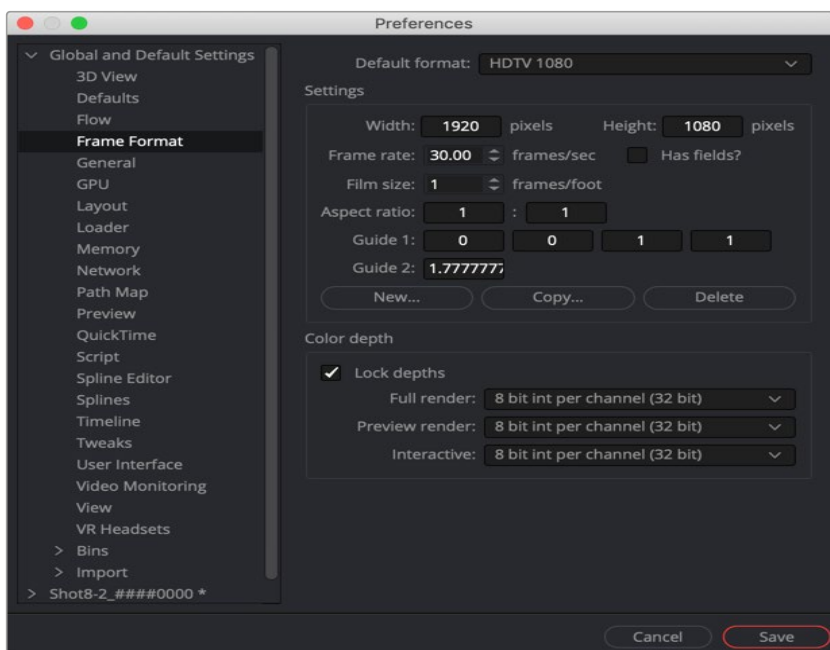 Preferences
Global and Default Settings
3D View
Defaults
Flow
Frame Format
General
GPU
Layout
Loader
Memory
Network
Path Map
Preview
QuickTime
Script
Spline Editor
Splines
Timeline
Tweaks
User Interface
Video Monitoring
View
VR Headsets
> Bins
> Import
> Shot8-2_####0000 *
Default format: HDTV 1080
Settings
Width: 1920 pixels Height: 1080 pixels
Frame rate: 30.00 frames/sec Has fields?
Film size: 1 frames/foot
Aspect ratio: 1 : 1
Guide 1: 0 0 1 1
Guide 2: 1.7777777
New... Copy... Delete
Color depth
Lock depths
Full render: 8 bit int per channel (32 bit)
Preview render: 8 bit int per channel (32 bit)
Interactive: 8 bit int per channel (32 bit)
Cancel Save